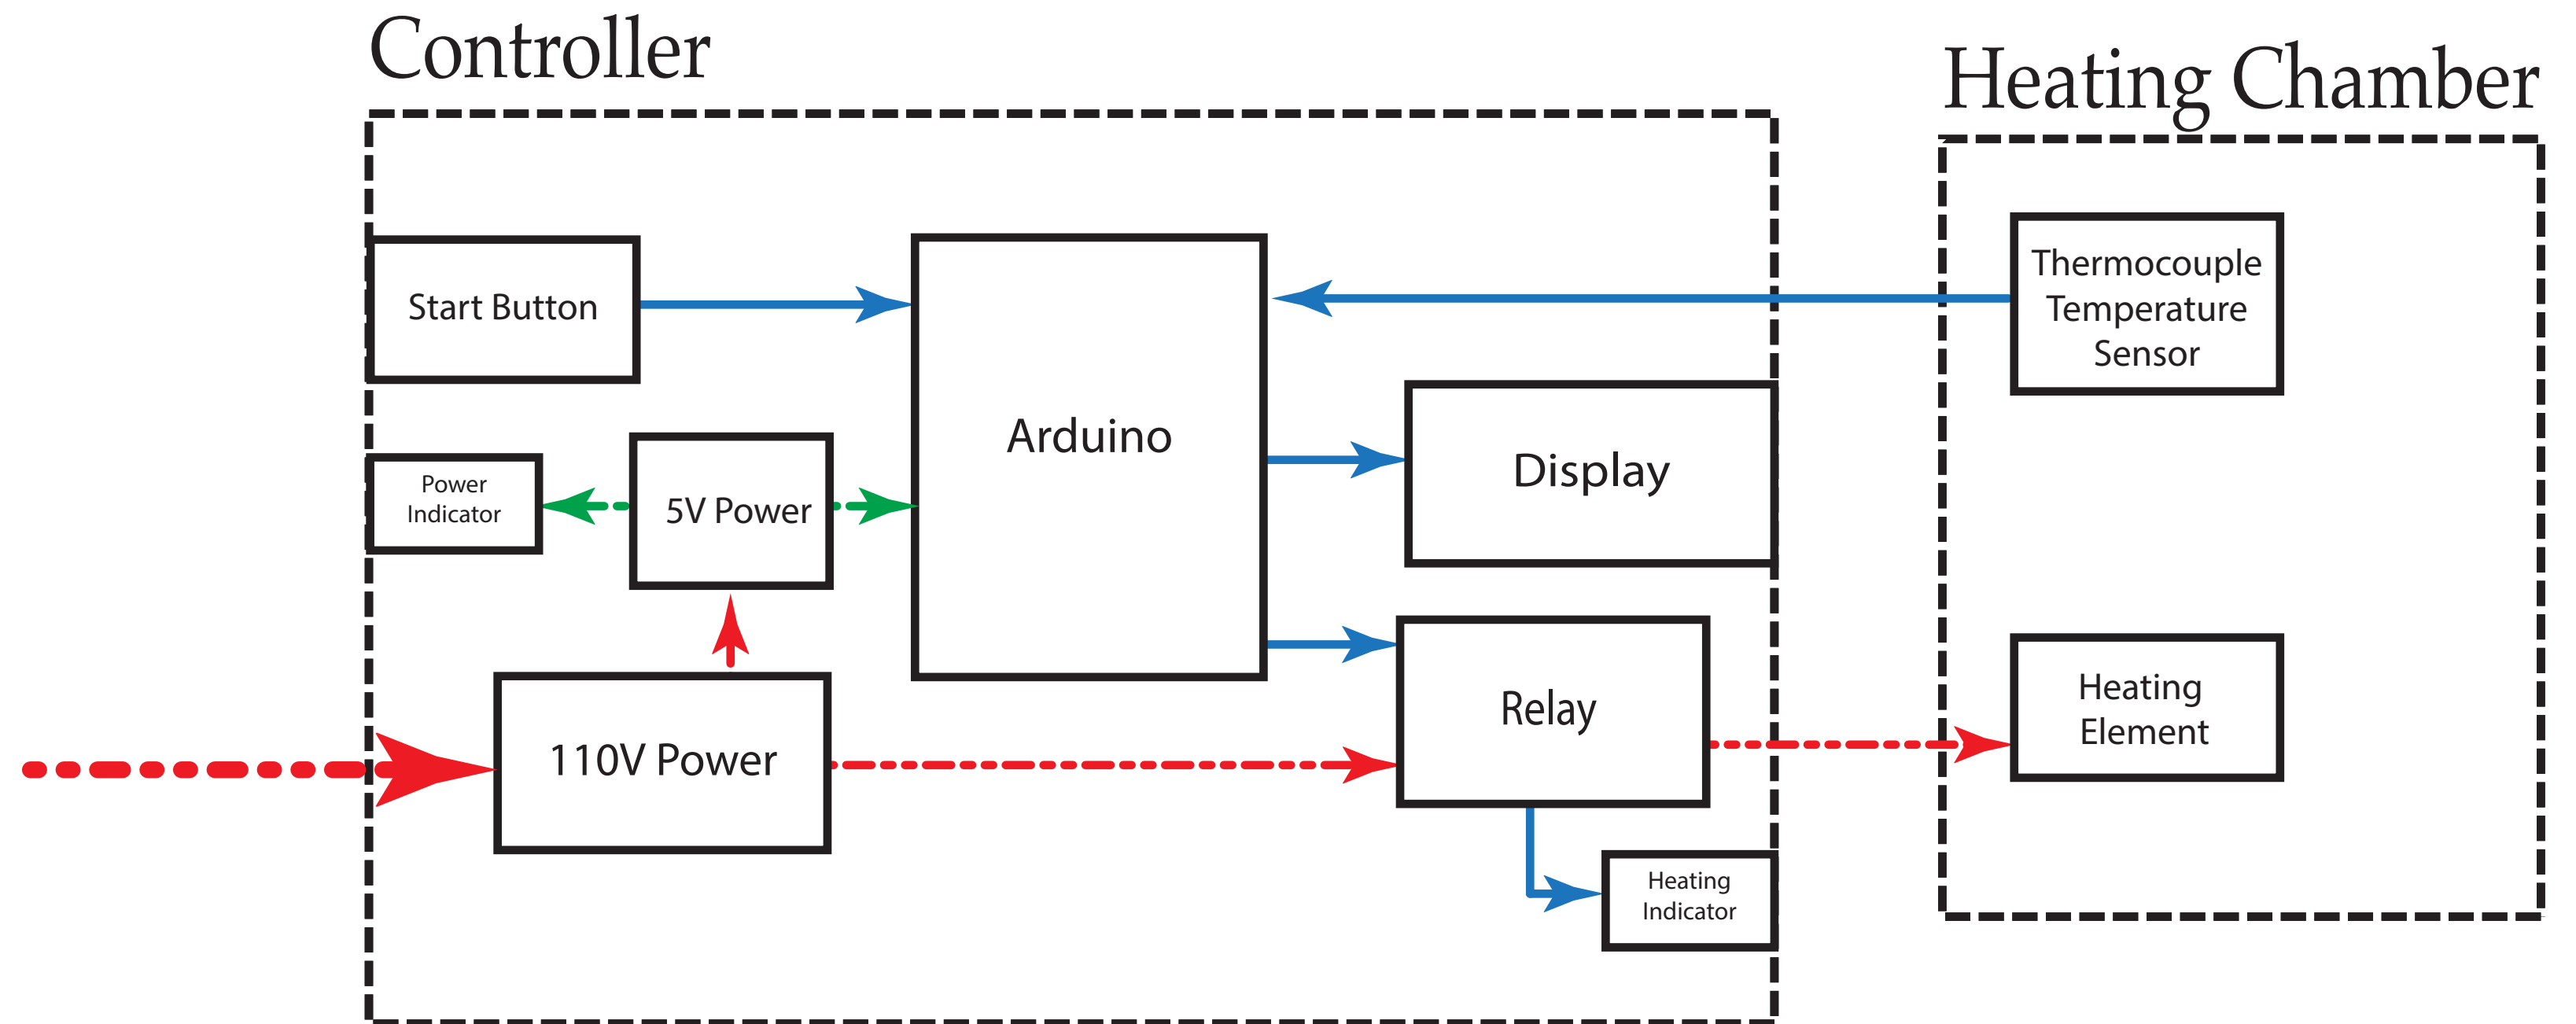 Controller
Heating Chamber
Start Button
Arduino
Thermocouple
Temperature
Sensor
Power
Indicator
5V Power
Display
110V Power
Relay
Heating
Element
Heating
Indicator